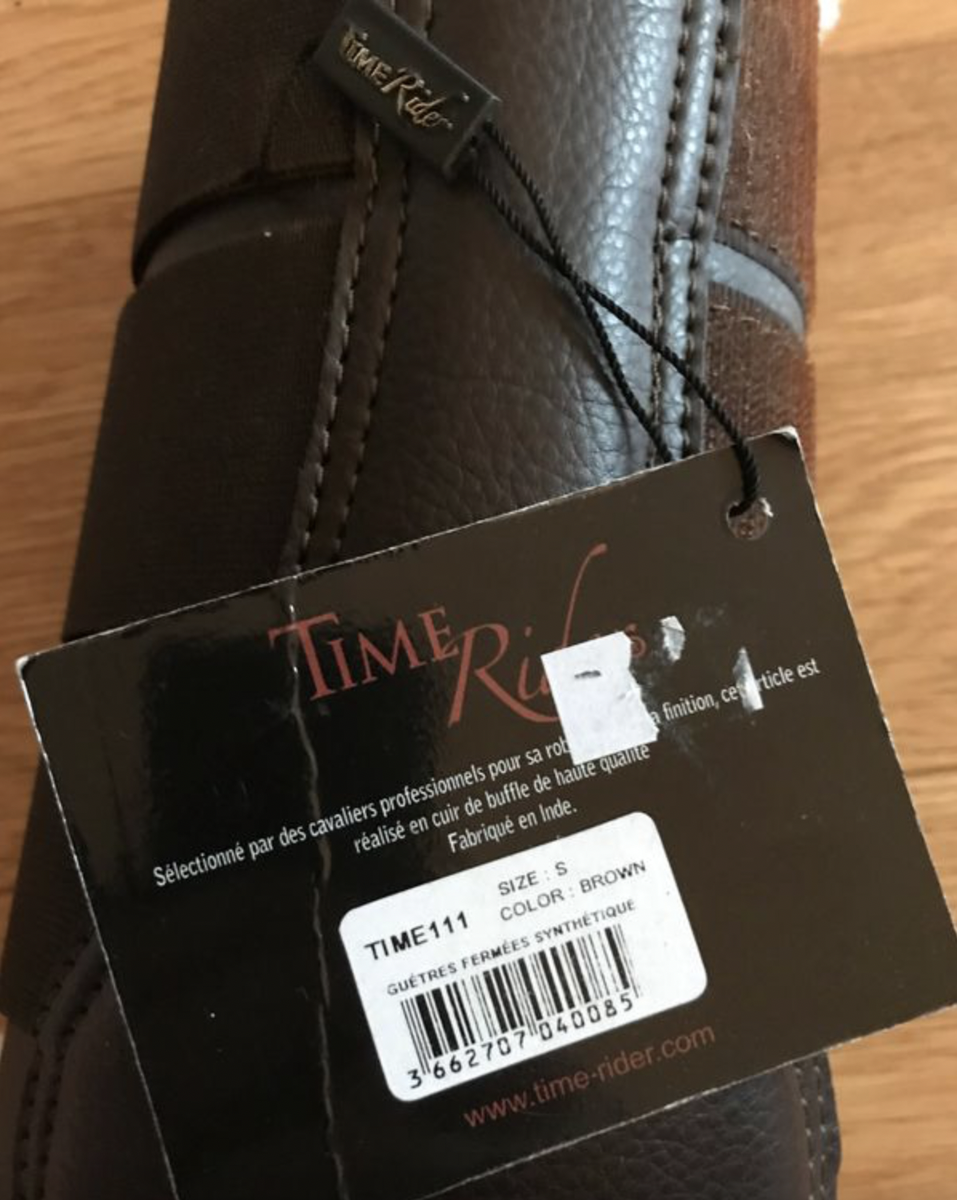 TIME Rider
TIME
Sélectionné par des cavaliers professionnels pour sa finition, cet article est
réalisé en cuir de buffle de haute qualité
Fabriqué en Inde.
SIZE : S
TIME111 COLOR : BROWN
GUÊTRES FERMÉES SYNTHÉTIQUE
3 662707 040085
www.time-rider.com